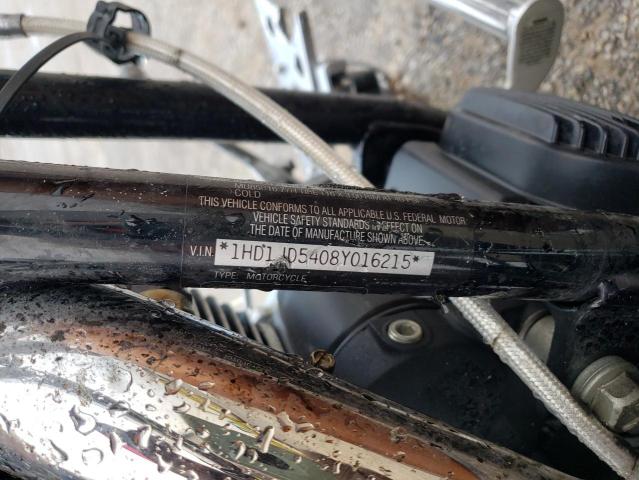 COLD
THIS VEHICLE CONFORMS TO ALL APPLICABLE U.S. FEDERAL MOTOR
VEHICLE SAFETY STANDARDS IN EFFECT ON
THE DATE OF MANUFACTURE SHOWN ABOVE.
V.I.N. *1HD1JD5408Y016215*
TYPE: MOTORCYCLE